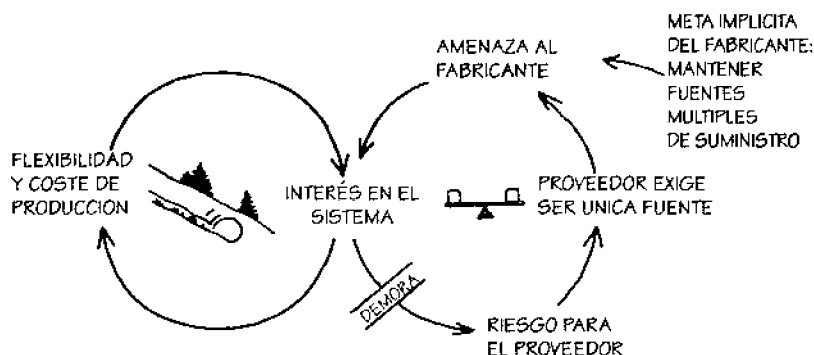 META IMPLICITA
DEL FABRICANTE:
MANTENER
FUENTES
MULTIPLES
DE SUMINISTRO
AMENAZA AL
FABRICANTE
FLEXIBILIDAD
Y COSTE DE
PRODUCCION
INTERÉS EN EL
SISTEMA
PROVEEDOR EXIGE
SER UNICA FUENTE
DEMORA
RIESGO PARA
EL PROVEEDOR